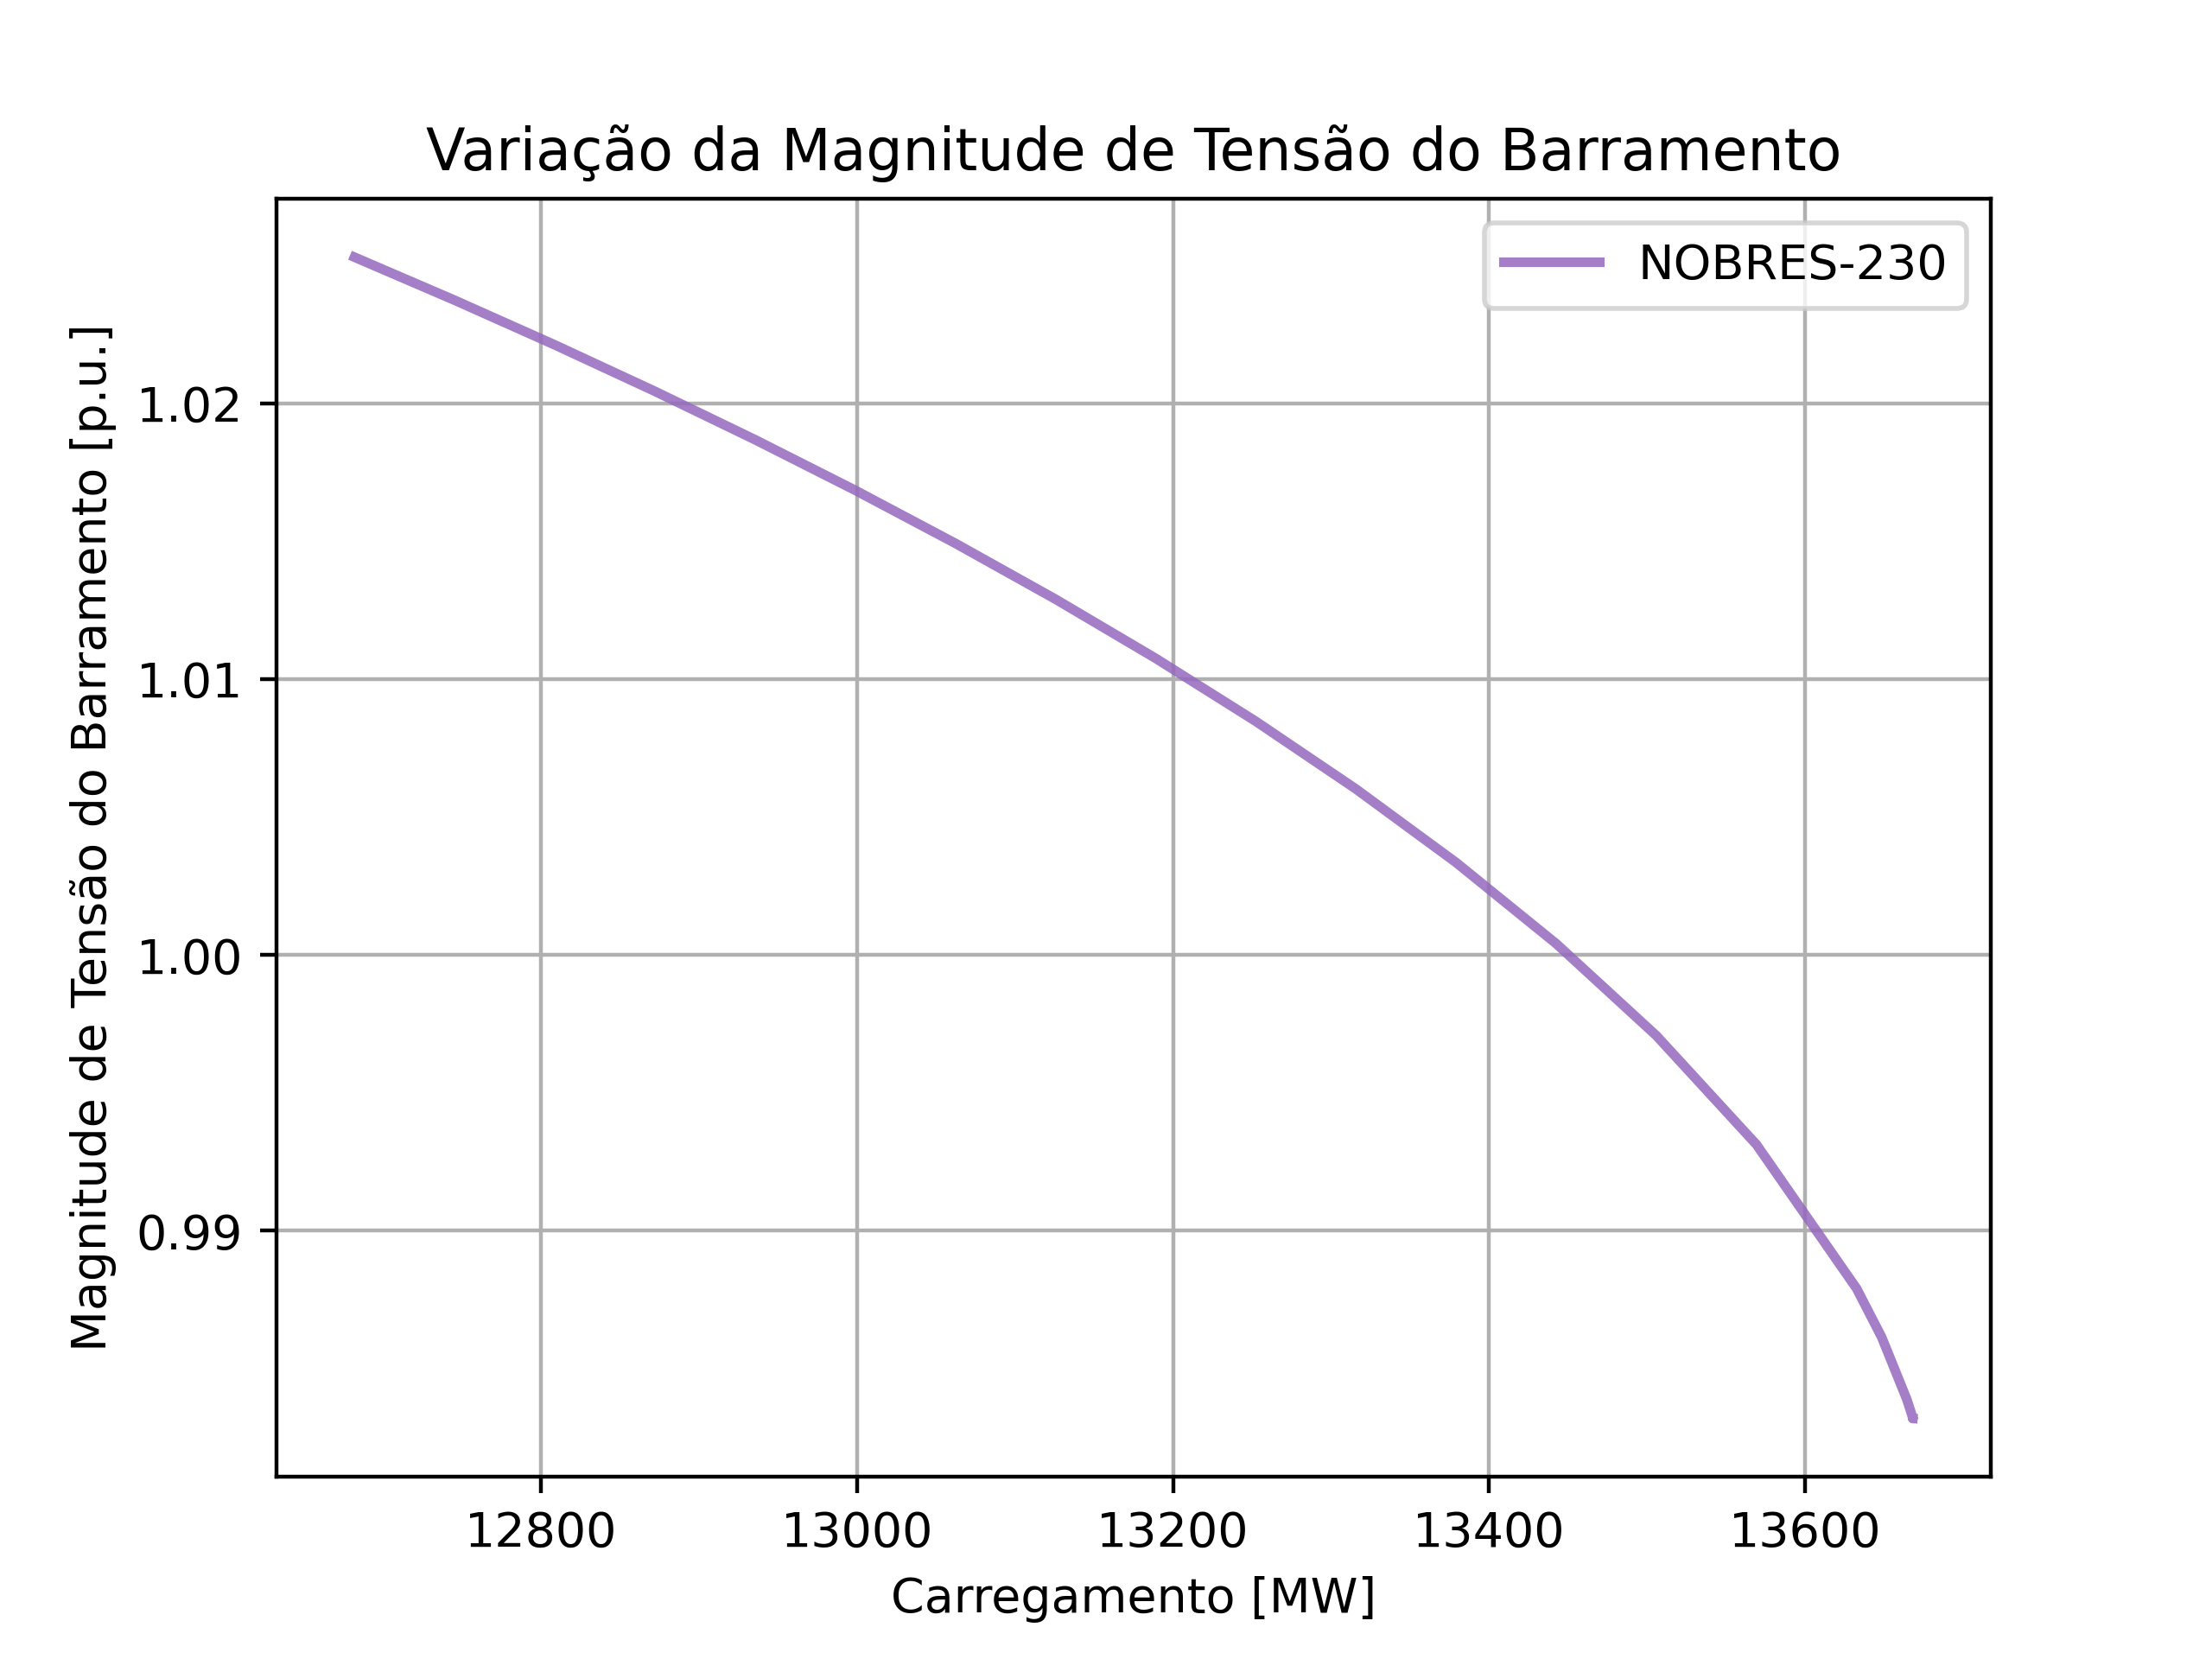 Variação da Magnitude de Tensão do Barramento
NOBRES-230
Magnitude de Tensão do Barramento [p.u.]
1.02
1.01
1.00
0.99
12800 13000 13200 13400 13600
Carregamento [MW]